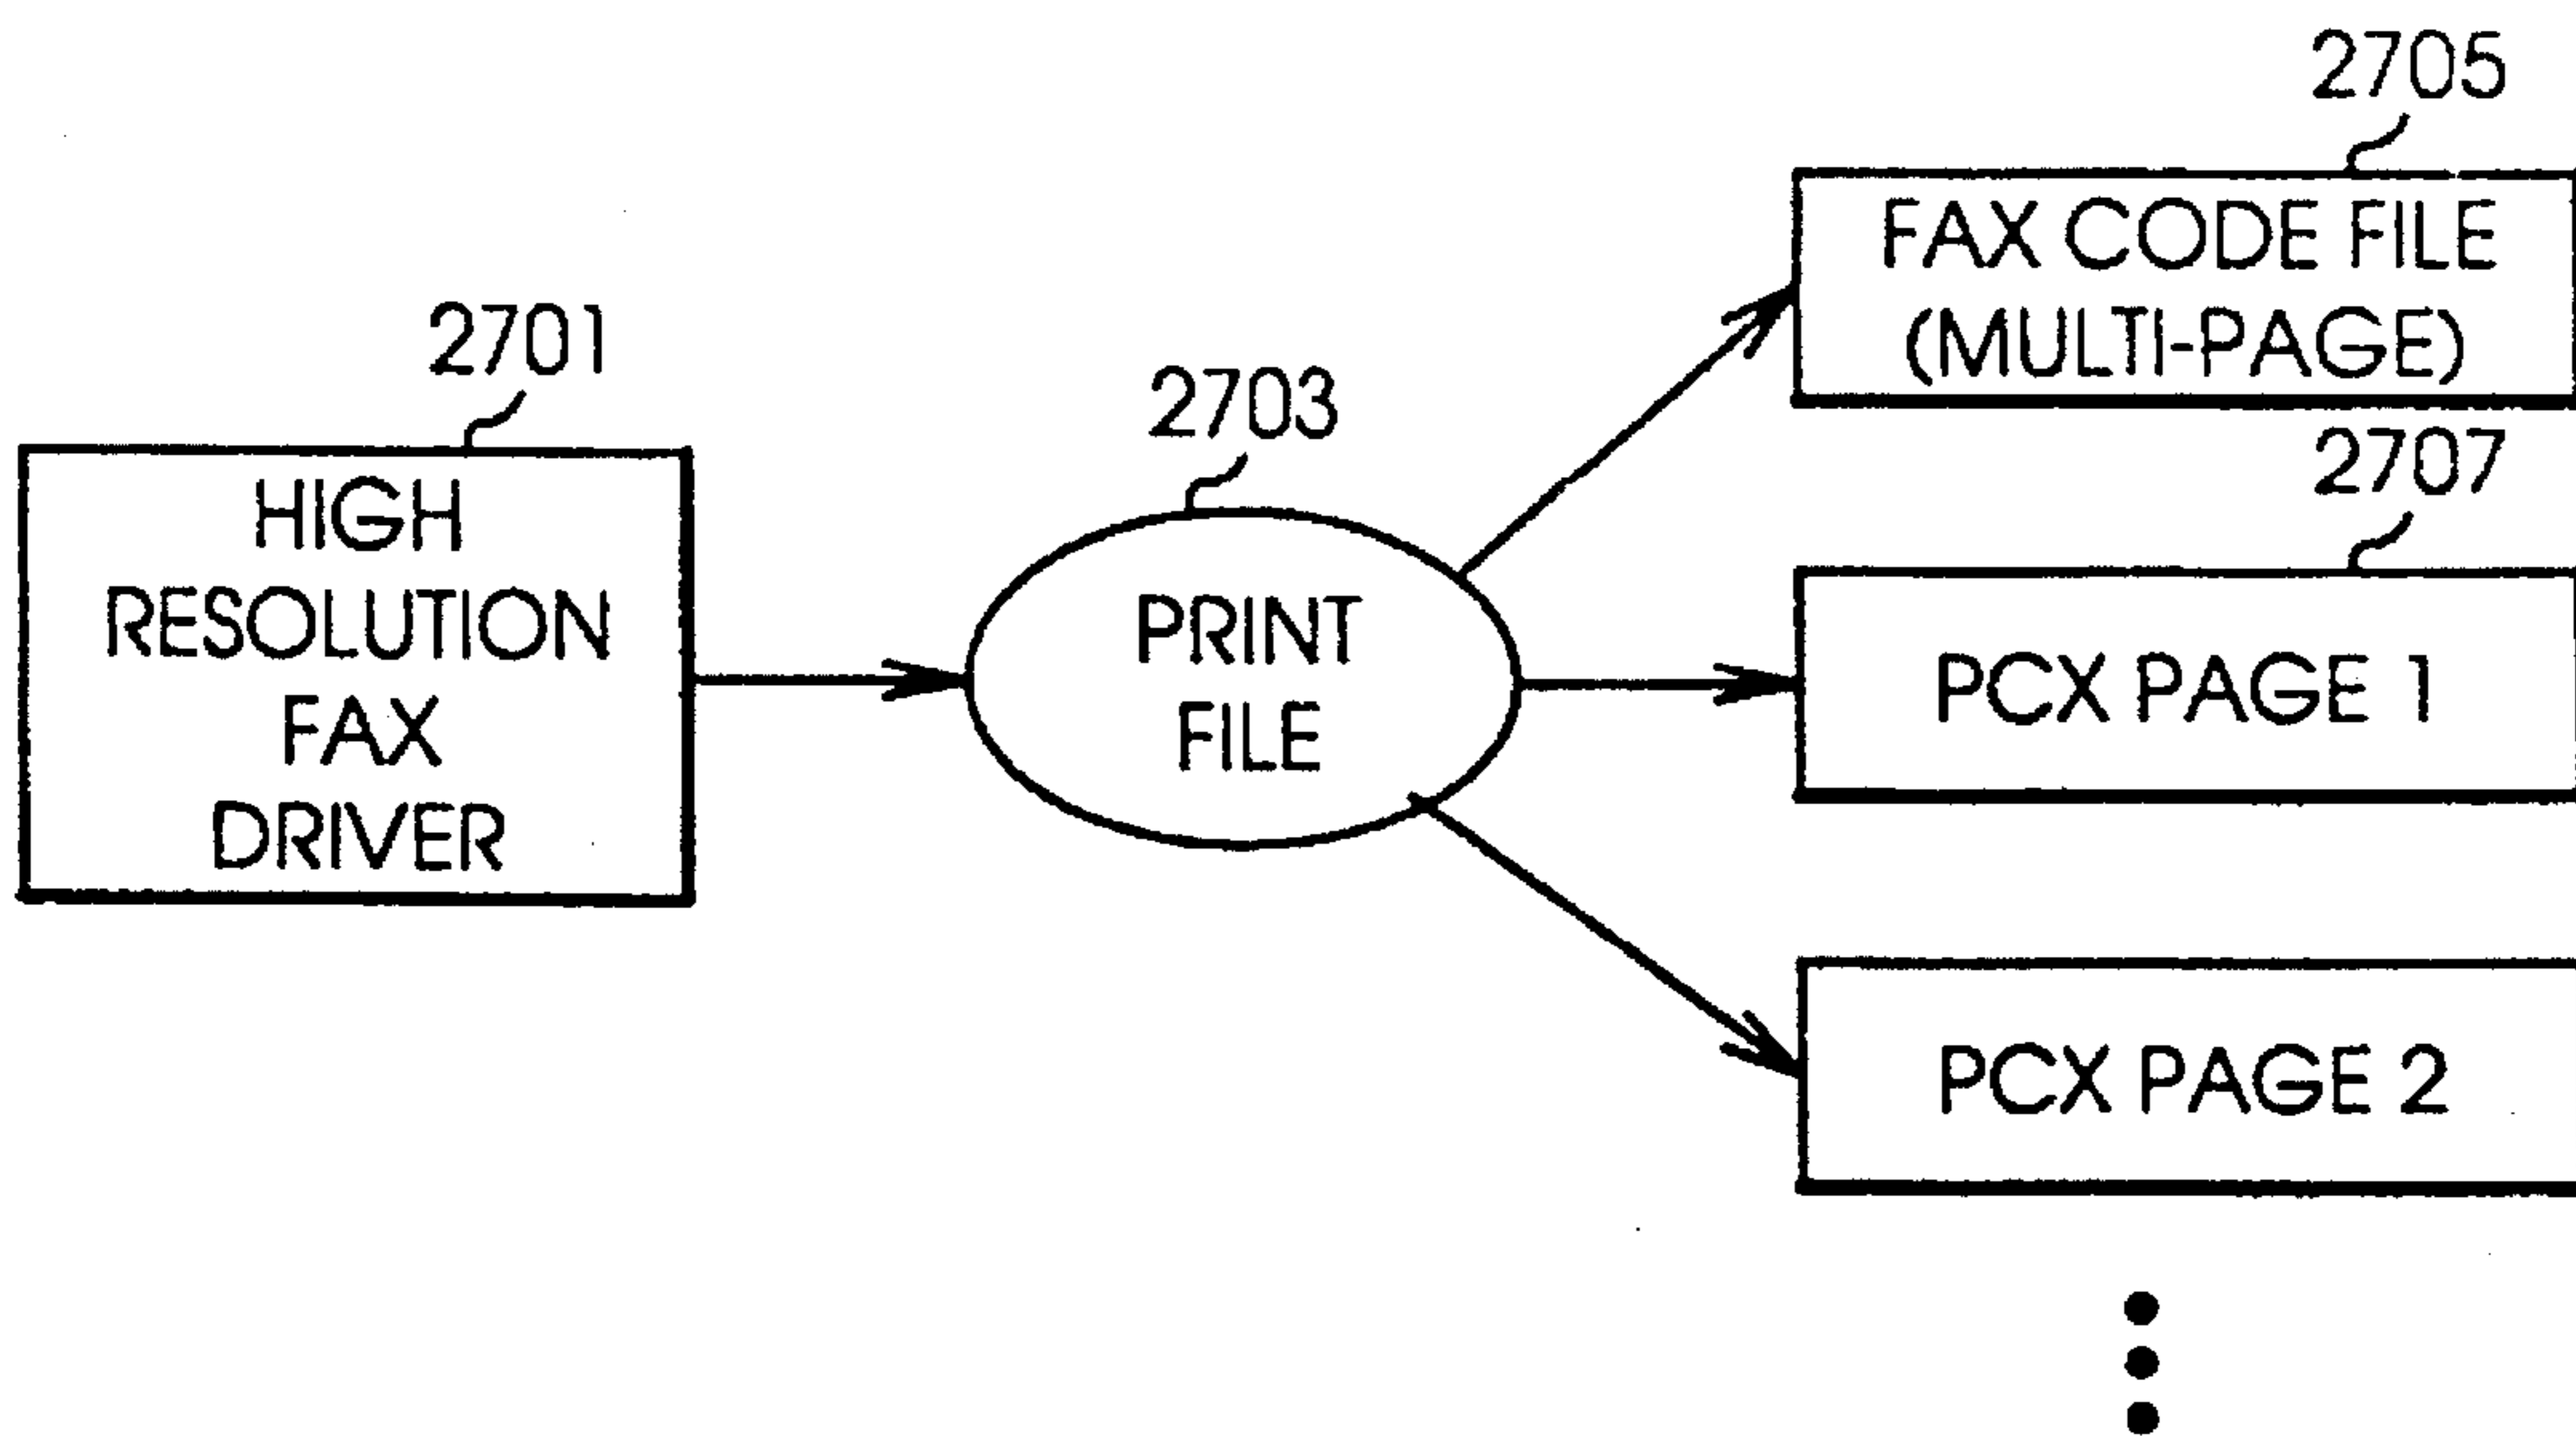 2701
HIGH
RESOLUTION
FAX
DRIVER
2703
PRINT
FILE
2705
FAX CODE FILE
(MULTI-PAGE)
2707
PCX PAGE 1
PCX PAGE 2